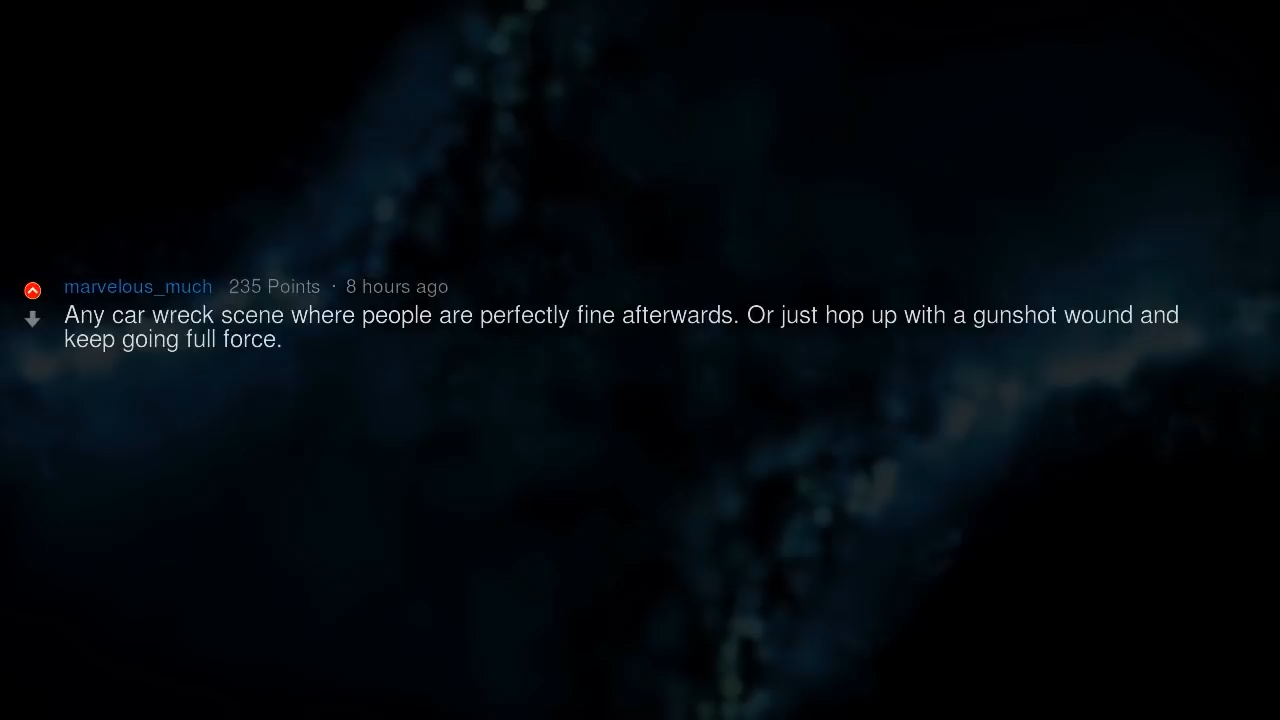 marvelous_much 235 Points · 8 hours ago
Any car wreck scene where people are perfectly fine afterwards. Or just hop up with a gunshot wound and
keep going full force.